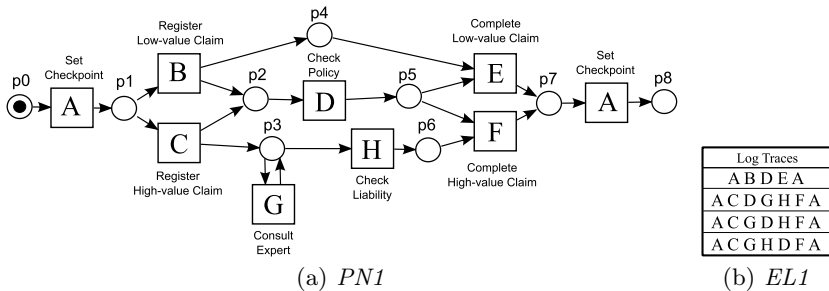 p4
Register
Low-value Claim
Complete
Low-value Claim
Set
Checkpoint
B
Check
Policy
E
Set
Checkpoint
p0
p1
p2
p5
p7
p8
A
D
A
C
p3
p6
F
H
Register
High-value Claim
G
Check
Liability
Complete
High-value Claim
Consult
Expert
Log Traces
A B D E A
A C D G H F A
A C G D H F A
A C G H D F A
(a) PN1
(b) EL1